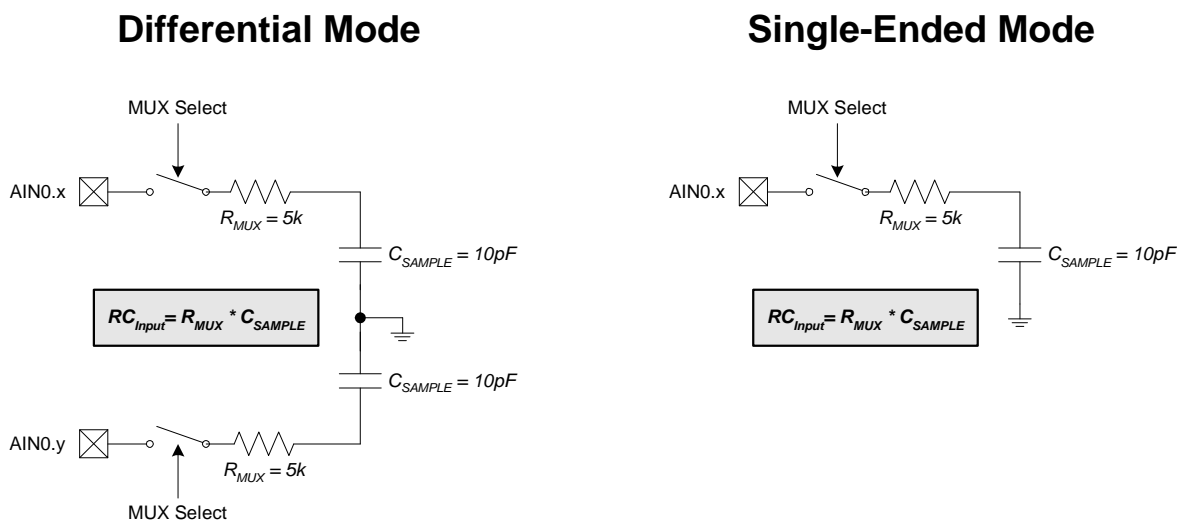 Differential Mode
MUX Select
AIN0.x
R_MUX = 5k
C_SAMPLE = 10pF
RC_Input= R_MUX * C_SAMPLE
C_SAMPLE = 10pF
AIN0.y
R_MUX = 5k
MUX Select
Single-Ended Mode
MUX Select
AIN0.x
R_MUX = 5k
C_SAMPLE = 10pF
RC_Input= R_MUX * C_SAMPLE